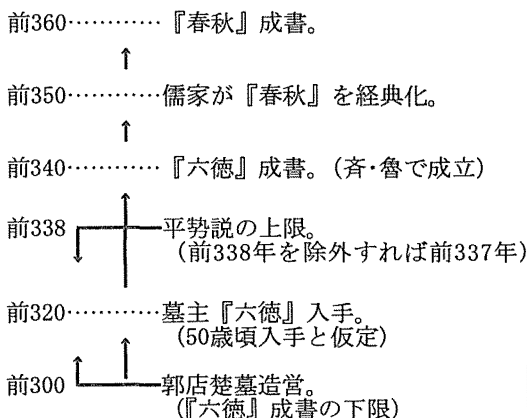 前360…………『春秋』成書。
↑
前350…………儒家が『春秋』を経典化。
↑
前340…………『六徳』成書。(斉・魯で成立)
前338 平勢説の上限。
(前338年を除外すれば前337年)
前320…………墓主『六徳』入手。
(50歳頃入手と仮定)
前300 郭店楚墓造営。
(『六徳』成書の下限)